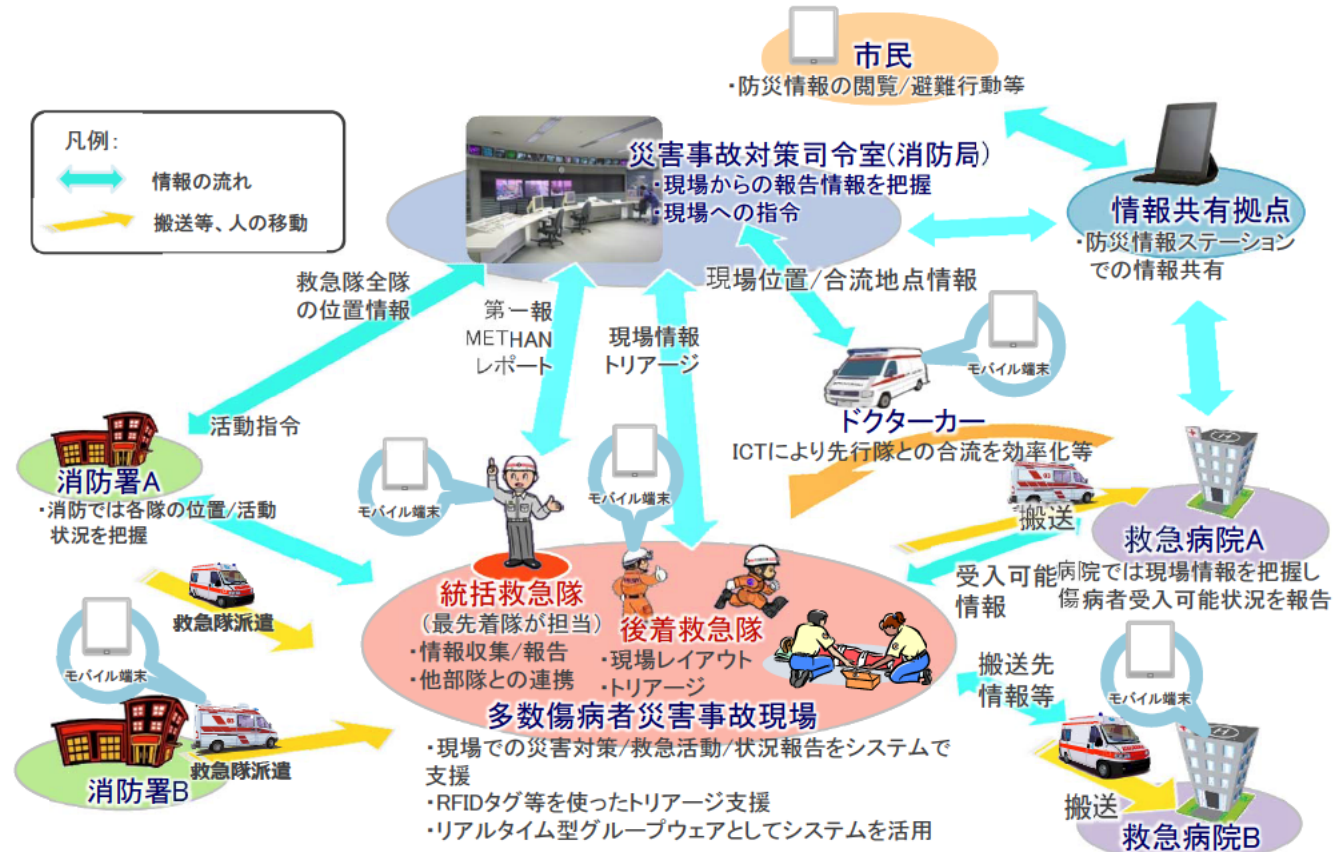 市民
・防災情報の閲覧/避難行動等
凡例:
情報の流れ
搬送等、人の移動
災害事故対策司令室(消防局)
・現場からの報告情報を把握
・現場への指令
情報共有拠点
・防災情報ステーション
での情報共有
救急隊全隊
の位置情報
第一報
METHAN
レポート
現場情報
トリアージ
現場位置/合流地点情報
モバイル端末
ドクターカー
ICTにより先行隊との合流を効率化等
活動指令
消防署A
・消防では各隊の位置/活動
状況を把握
モバイル端末
モバイル端末
搬送
救急病院A
病院では現場情報を把握し
傷病者受入可能状況を報告
受入可能
情報
救急隊派遣
統括救急隊
(最先着隊が担当)
・情報収集/報告
・他部隊との連携
後着救急隊
・現場レイアウト
・トリアージ
モバイル端末
搬送先
情報等
モバイル端末
多数傷病者災害事故現場
・現場での災害対策/救急活動/状況報告をシステムで
支援
・RFIDタグ等を使ったトリアージ支援
・リアルタイム型グループウェアとしてシステムを活用
救急隊派遣
消防署B
搬送
救急病院B